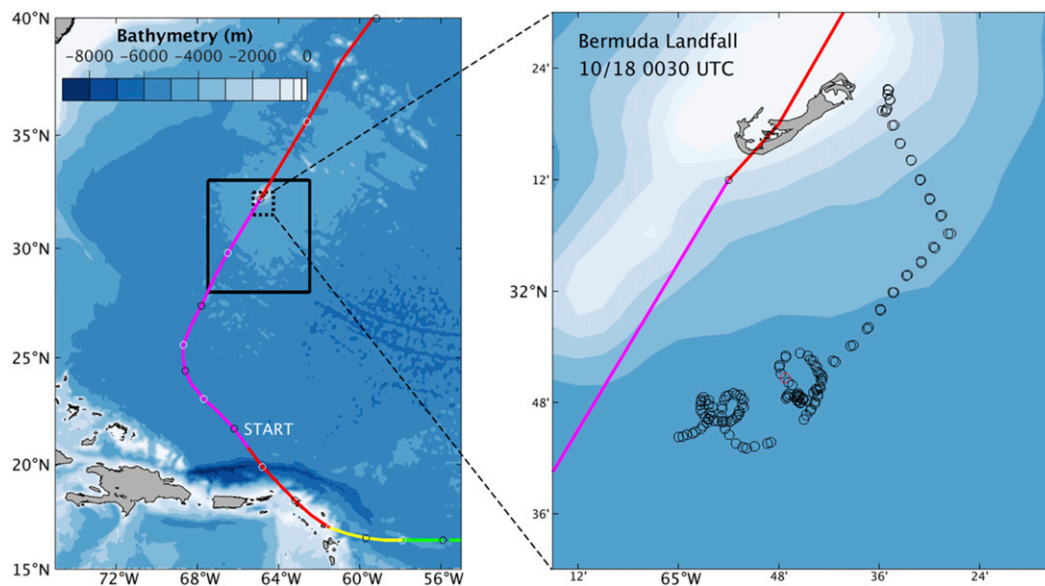 40°N
35°N
30°N
25°N
20°N
15°N
72°W
68°W
64°W
60°W
56°W
Bathymetry (m)
−8000 −6000 −4000 −2000 0
START
Bermuda Landfall
10/18 0030 UTC
24'
12'
32°N
48'
36'
12'
65°W
48'
36'
24'